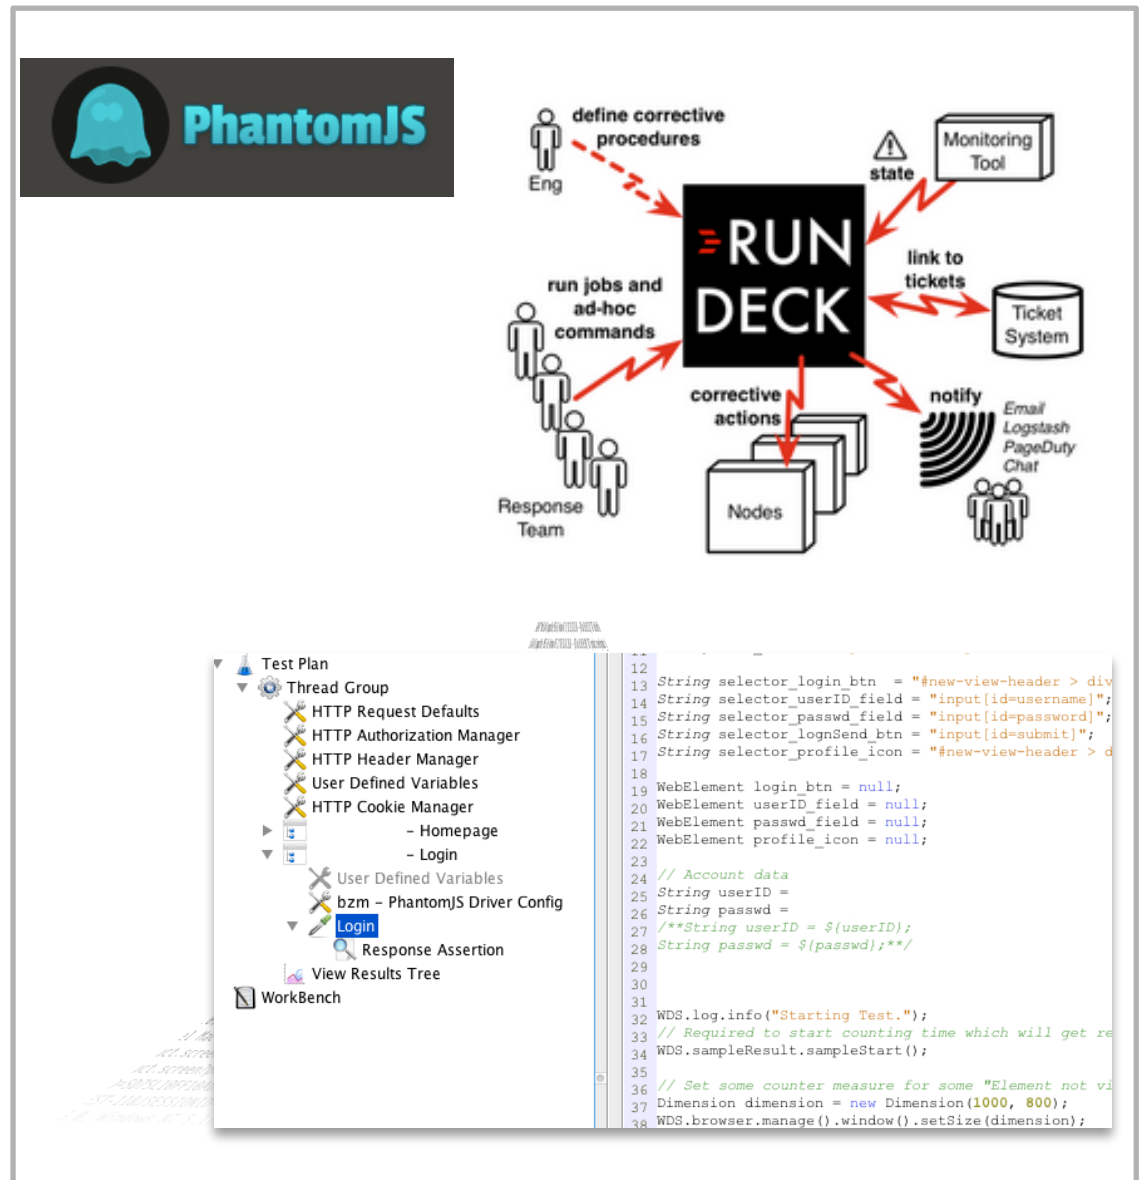 PhantomJS
define corrective
procedures
Eng
state
Monitoring
Tool
RUN
DECK
link to
tickets
Ticket
System
run jobs and
ad-hoc
commands
Response
Team
corrective
actions
Nodes
notify
Email
Logstash
PagerDuty
Chat
Test Plan
Thread Group
HTTP Request Defaults
HTTP Authorization Manager
HTTP Header Manager
User Defined Variables
HTTP Cookie Manager
– Homepage
– Login
User Defined Variables
bzm – PhantomJS Driver Config
Login
Response Assertion
View Results Tree
WorkBench
12
13 String selector_login_btn  = "#new-view-header > div
14 String selector_userID_field = "input[id=username]";
15 String selector_passwd_field = "input[id=password]";
16 String selector_lognSend_btn = "input[id=submit]";
17 String selector_profile_icon = "#new-view-header > d
18
19 WebElement login_btn = null;
20 WebElement userID_field = null;
21 WebElement passwd_field = null;
22 WebElement profile_icon = null;
23
24 // Account data
25 String userID =
26 String passwd =
27 /**String userID = ${userID};
28 String passwd = ${passwd};**/
29
30
31
32 WDS.log.info("Starting Test.");
33 // Required to start counting time which will get re
34 WDS.sampleResult.sampleStart();
35
36 // Set some counter measure for some "Element not vi
37 Dimension dimension = new Dimension(1000, 800);
38 WDS.browser.manage().window().setSize(dimension);